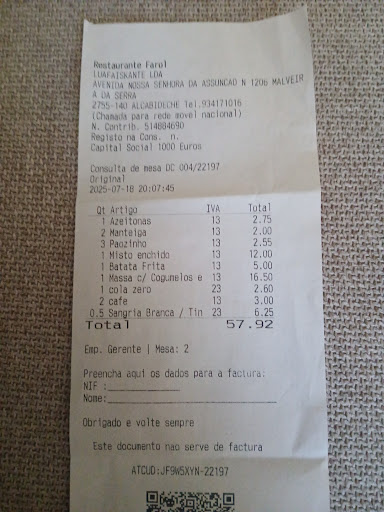 Restaurante Farol
LUAFAISKANTE LDA
AVENIDA NOSSA SENHORA DA ASSUNCAO N 1206 MALVEIR
A DA SERRA
2755-140 ALCABIDECHE Tel.934171016
(Chamada para rede movel nacional)
N. Contrib. 514804690
Registo na Cons. n.
Capital Social 1000 Euros
Consulta de mesa DC 004/22197
Original
2025-07-18 20:07:45
Qt Artigo IVA Total
1 Azeitonas 13 2.75
2 Manteiga 13 2.00
3 Paozinho 13 2.55
1 Misto enchido 13 12.00
1 Batata Frita 13 5.00
1 Massa c/ Cogumelos e 13 16.50
1 cola zero 23 2.60
2 cafe 13 3.00
0.5 Sangria Branca / Tin 23 6.25
Total 57.92
Emp. Gerente | Mesa: 2
Preencha aqui os dados para a factura:
NIF :
Nome:
Obrigado e volte sempre
Este documento nao serve de factura
ATCUD:JF9W5XYN-22197